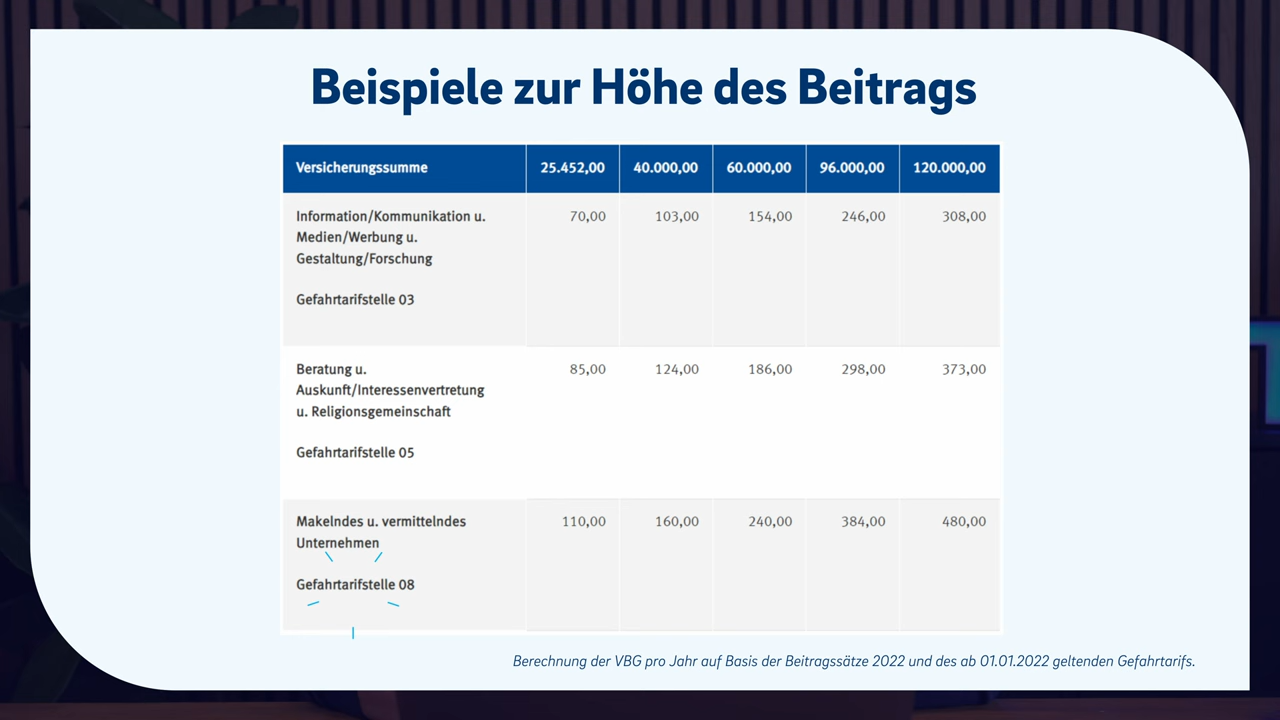 Beispiele zur Höhe des Beitrags
Versicherungssumme 25.452,00 40.000,00 60.000,00 96.000,00 120.000,00
Information/Kommunikation u. 70,00 103,00 154,00 246,00 308,00
Medien/Werbung u.
Gestaltung/Forschung
Gefahrtarifstelle 03
Beratung u. 85,00 124,00 186,00 298,00 373,00
Auskunft/Interessenvertretung
u. Religionsgemeinschaft
Gefahrtarifstelle 05
Makelndes u. vermittelndes 110,00 160,00 240,00 384,00 480,00
Unternehmen
Gefahrtarifstelle 08
Berechnung der VBG pro Jahr auf Basis der Beitragssätze 2022 und des ab 01.01.2022 geltenden Gefahrtarifs.